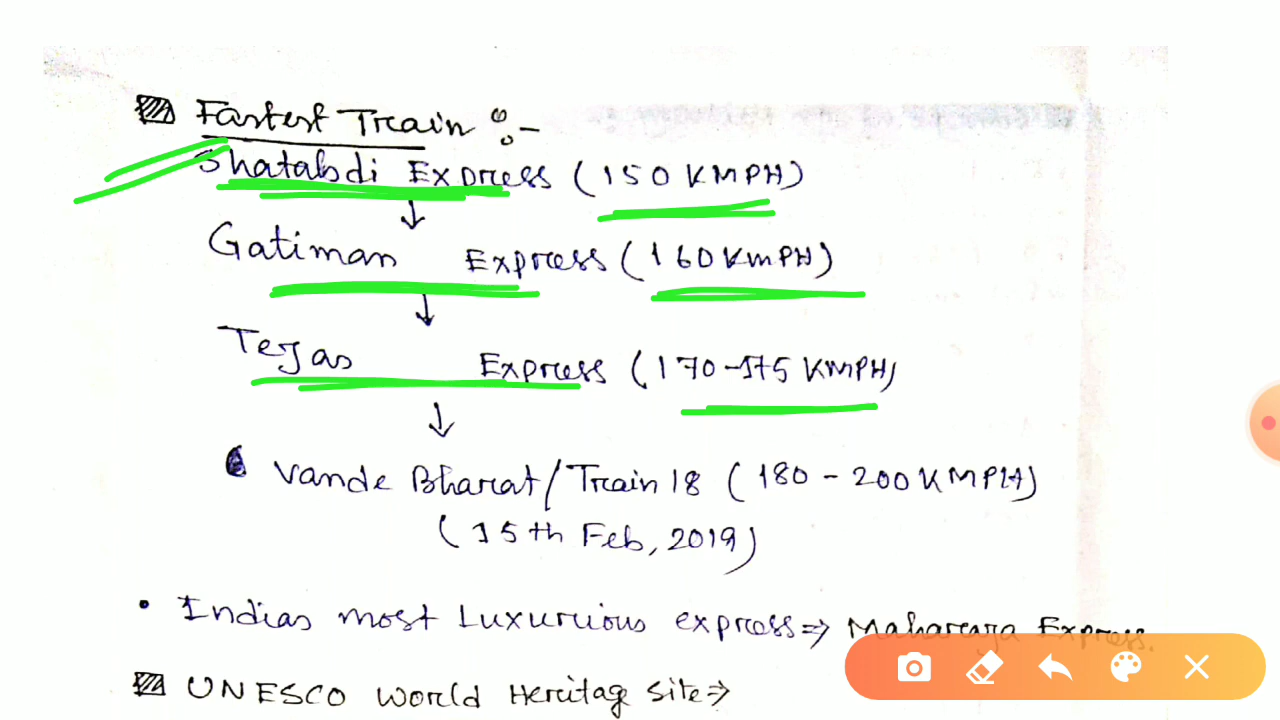 Fastest Train :-
Shatabdi Express (150 KMPH)
↓
Gatiman Express (160 KMPH)
↓
Tejas Express (170-175 KMPH)
↓
Vande Bharat/Train 18 (180 - 200 KMPH)
(15th Feb, 2019)
• Indias most Luxurious express ⇒ Maharaja Express.
UNESCO World Heritage Site ⇒